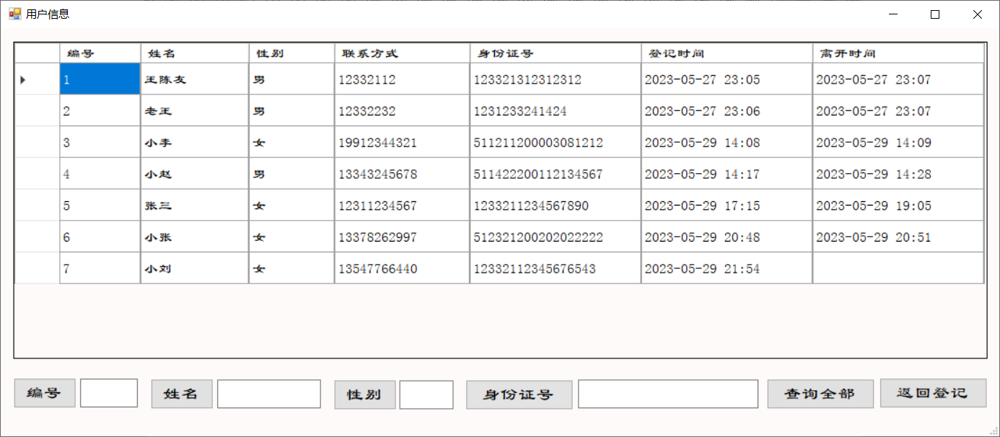 用户信息
编号 姓名 性别 联系方式 身份证号 登记时间 离开时间
1 王陈友 男 12332112 123321312312312 2023-05-27 23:05 2023-05-27 23:07
2 老王 男 12332232 1231233241424 2023-05-27 23:06 2023-05-27 23:07
3 小李 女 19912344321 511211200003081212 2023-05-29 14:08 2023-05-29 14:09
4 小赵 男 13343245678 511422200112134567 2023-05-29 14:17 2023-05-29 14:28
5 张三 女 12311234567 1233211234567890 2023-05-29 17:15 2023-05-29 19:05
6 小张 女 13378262997 512321200202022222 2023-05-29 20:48 2023-05-29 20:51
7 小刘 女 13547766440 12332112345676543 2023-05-29 21:54
编号 姓名 性别 身份证号 查询全部 返回登记